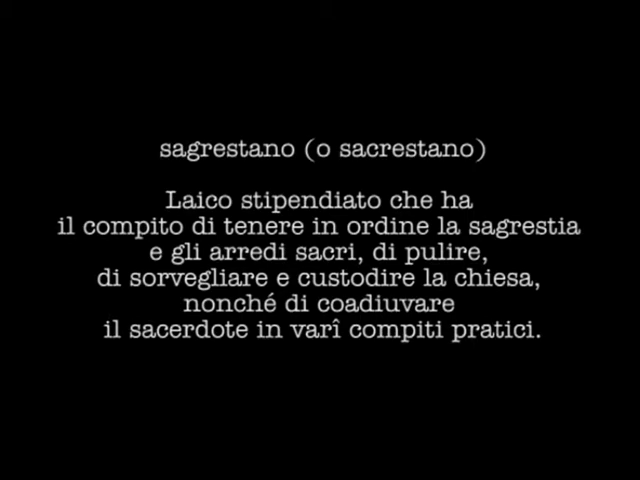 sagrestano (o sacrestano)
Laico stipendiato che ha
il compito di tenere in ordine la sagrestia
e gli arredi sacri, di pulire,
di sorvegliare e custodire la chiesa,
nonché di coadiuvare
il sacerdote in varî compiti pratici.